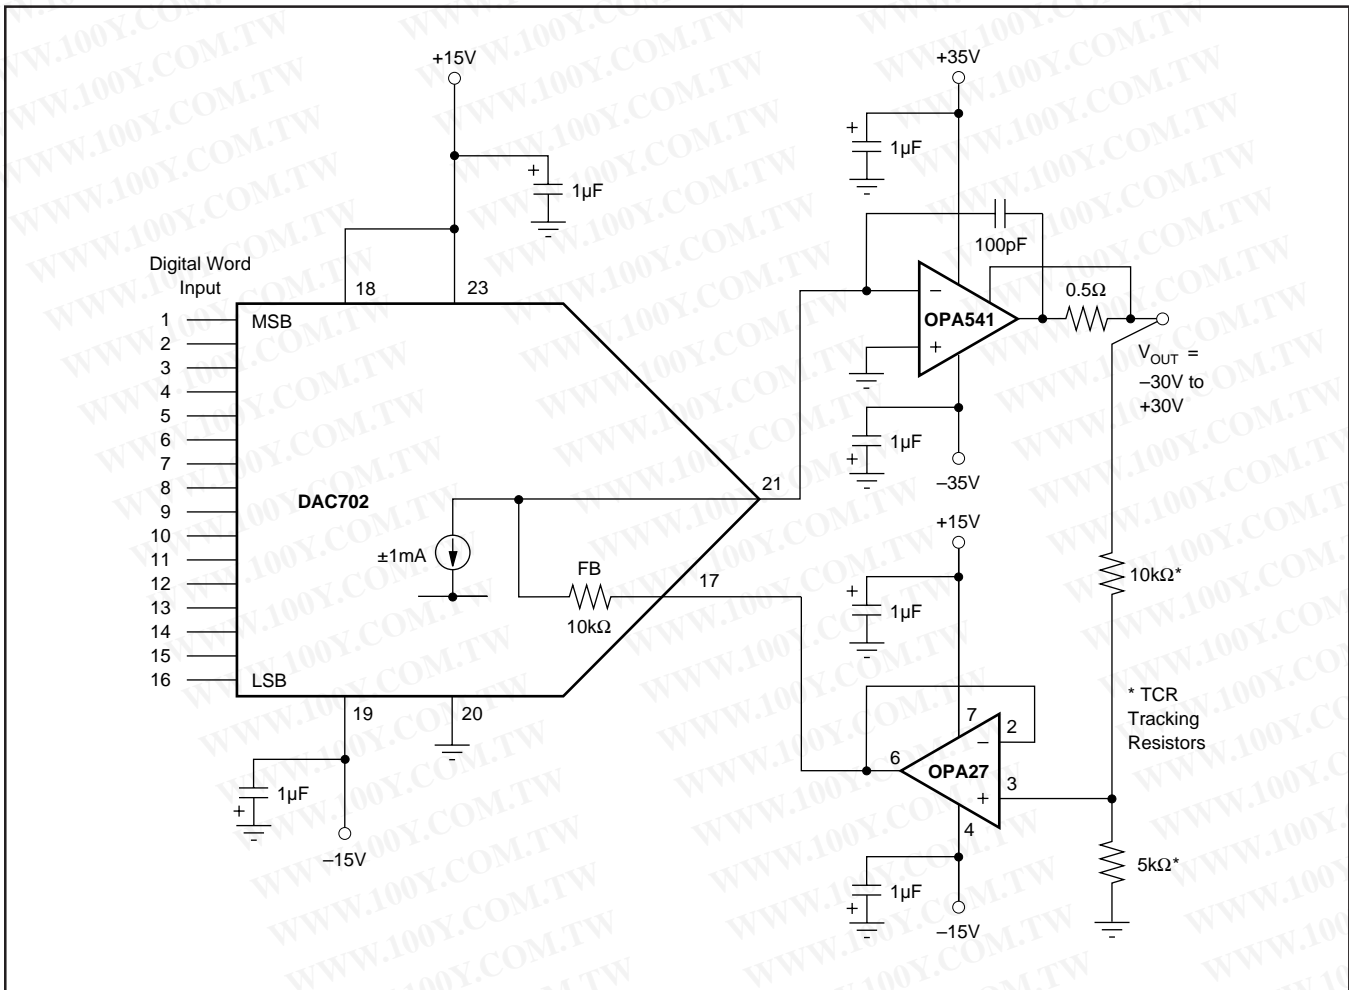 +15V
+
1µF
Digital Word
Input
18
23
1
2
3
4
5
6
7
8
9
10
11
12
13
14
15
16
MSB
LSB
DAC702
±1mA
FB
10kΩ
21
17
19
20
1µF
+
–15V
+35V
+
1µF
100pF
–
OPA541
+
0.5Ω
VOUT =
–30V to
+30V
1µF
+
–35V
+15V
+
1µF
10kΩ*
* TCR
Tracking
Resistors
7
2
–
6
OPA27
3
+
4
5kΩ*
1µF
+
–15V
WWW.100Y.COM.TW